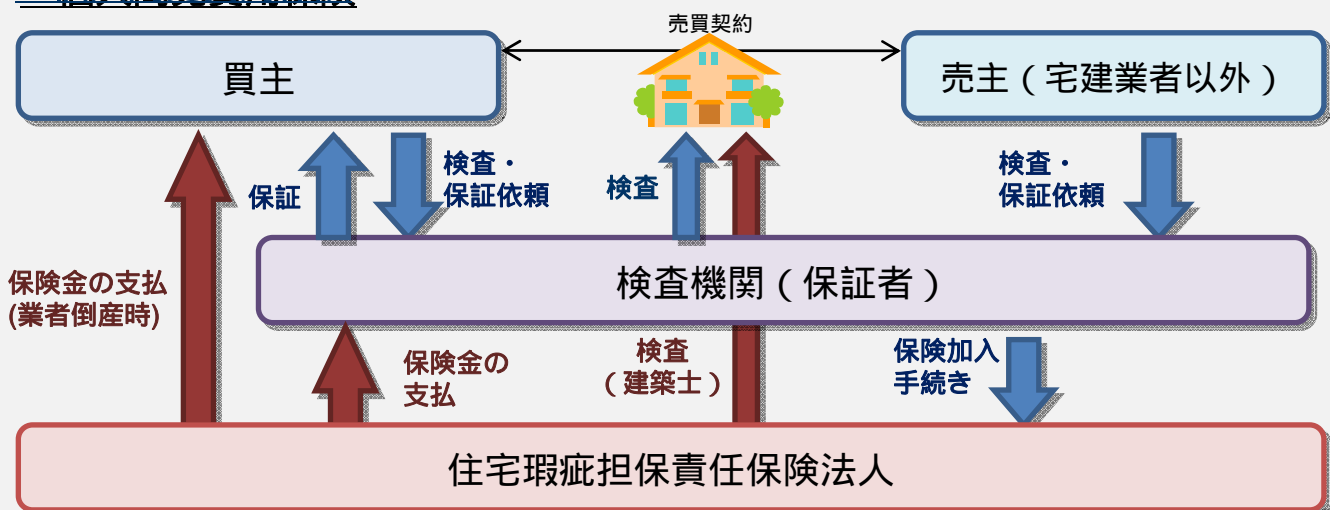 売買契約
買主
売主（宅建業者以外）
保証
検査・
保証依頼
検査
検査・
保証依頼
検査機関（保証者）
保険金の支払
(業者倒産時)
保険金の
支払
検査
（建築士）
保険加入
手続き
住宅瑕疵担保責任保険法人